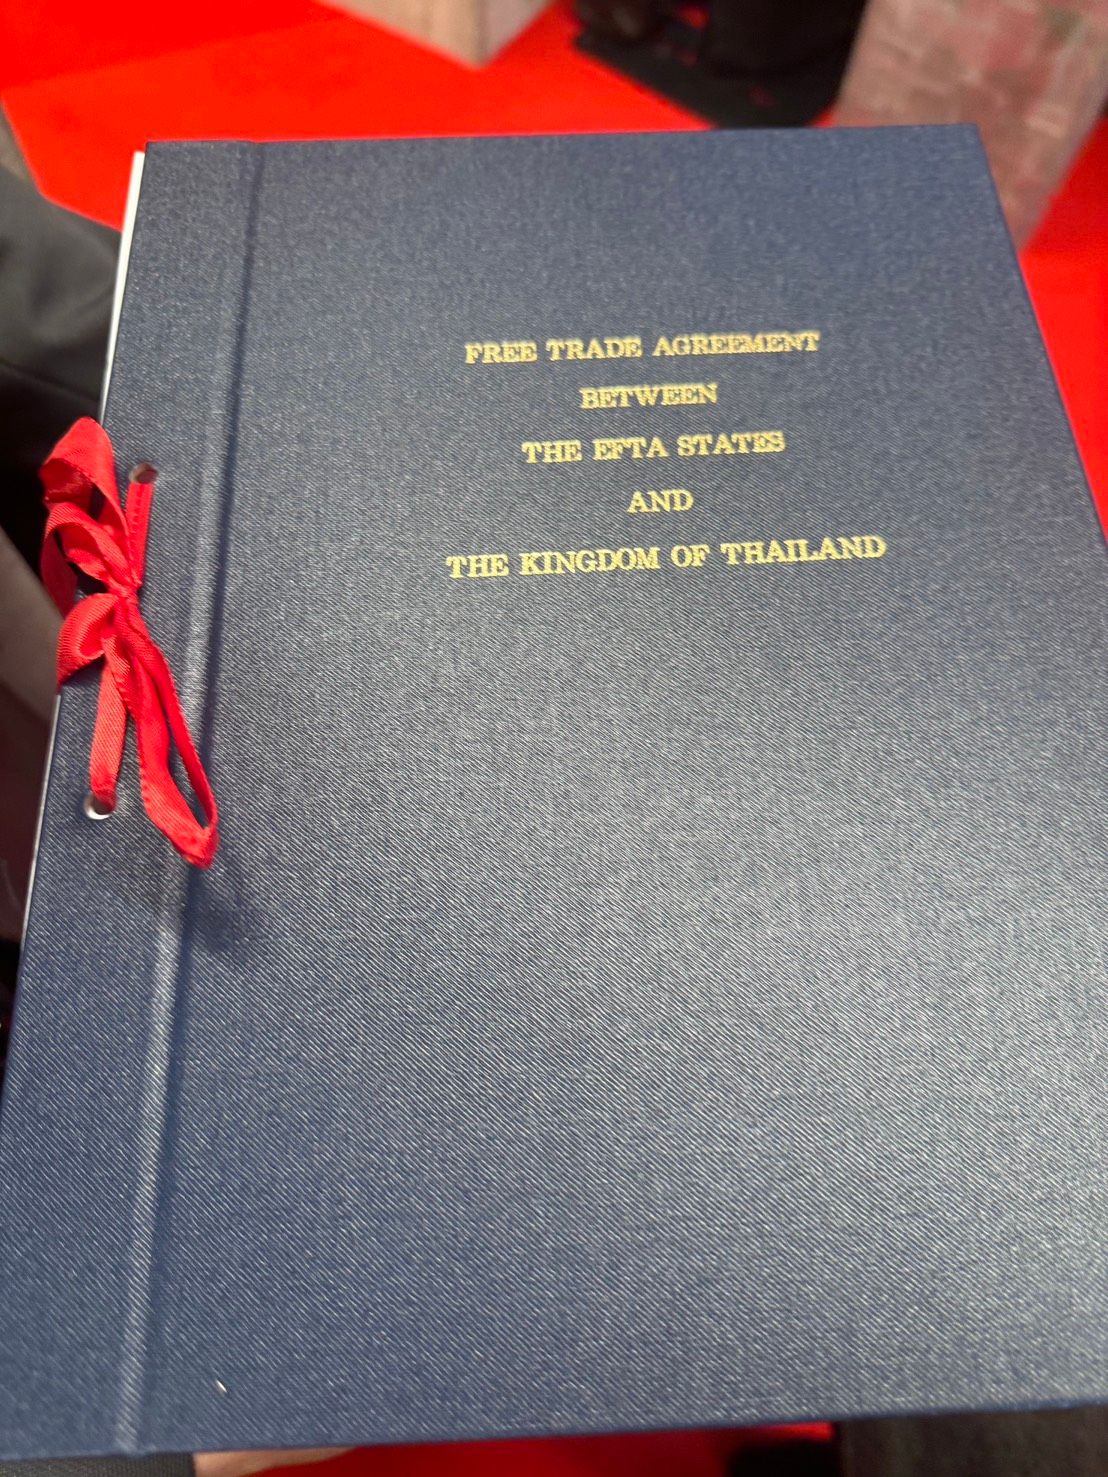 FREE TRADE AGREEMENT
BETWEEN
THE EFTA STATES
AND
THE KINGDOM OF THAILAND